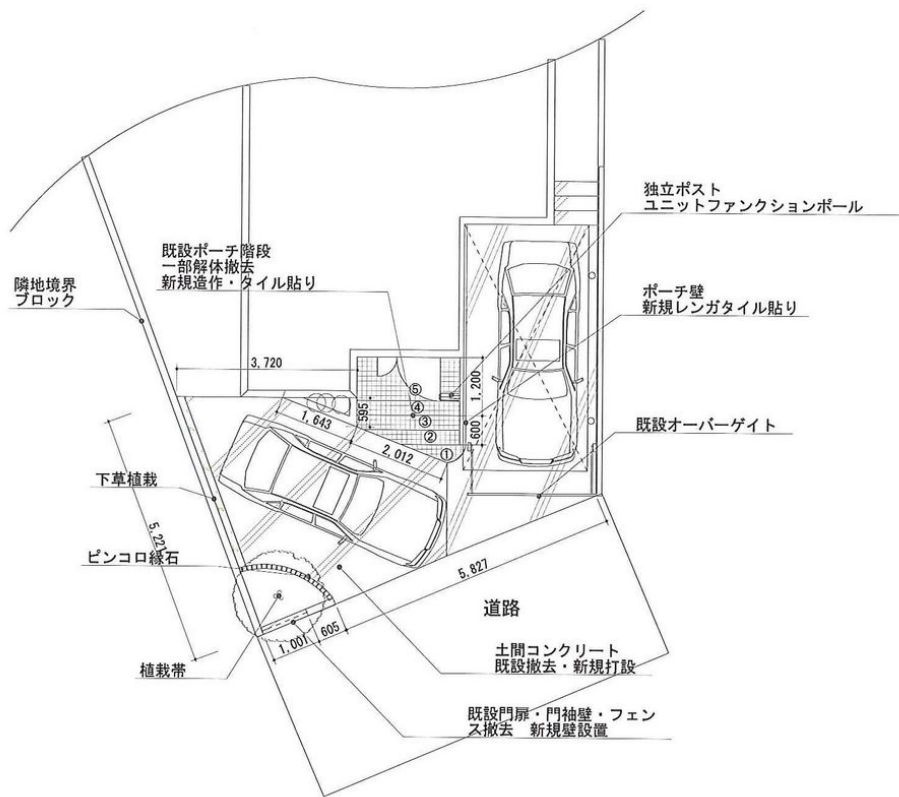 独立ポスト
ユニットファンクションポール
既設ポーチ階段
一部解体撤去
新規造作・タイル貼り
隣地境界
ブロック
ポーチ壁
新規レンガタイル貼り
3,720
1,200
⑤
④
③
②
①
595
600
1,643
2,012
既設オーバーゲイト
下草植栽
5,221
ピンコロ縁石
5,827
道路
1,001
605
植栽帯
土間コンクリート
既設撤去・新規打設
既設門扉・門袖壁・フェン
ス撤去 新規壁設置